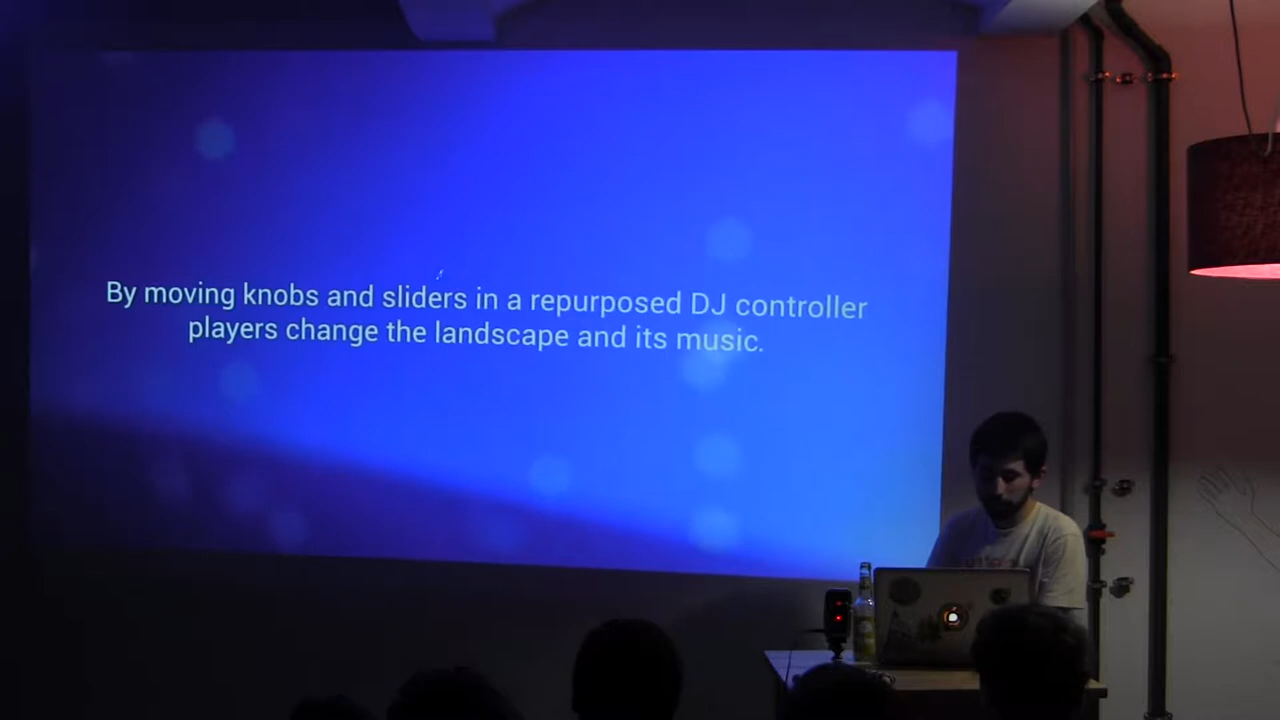 By moving knobs and sliders in a repurposed DJ controller
players change the landscape and its music.